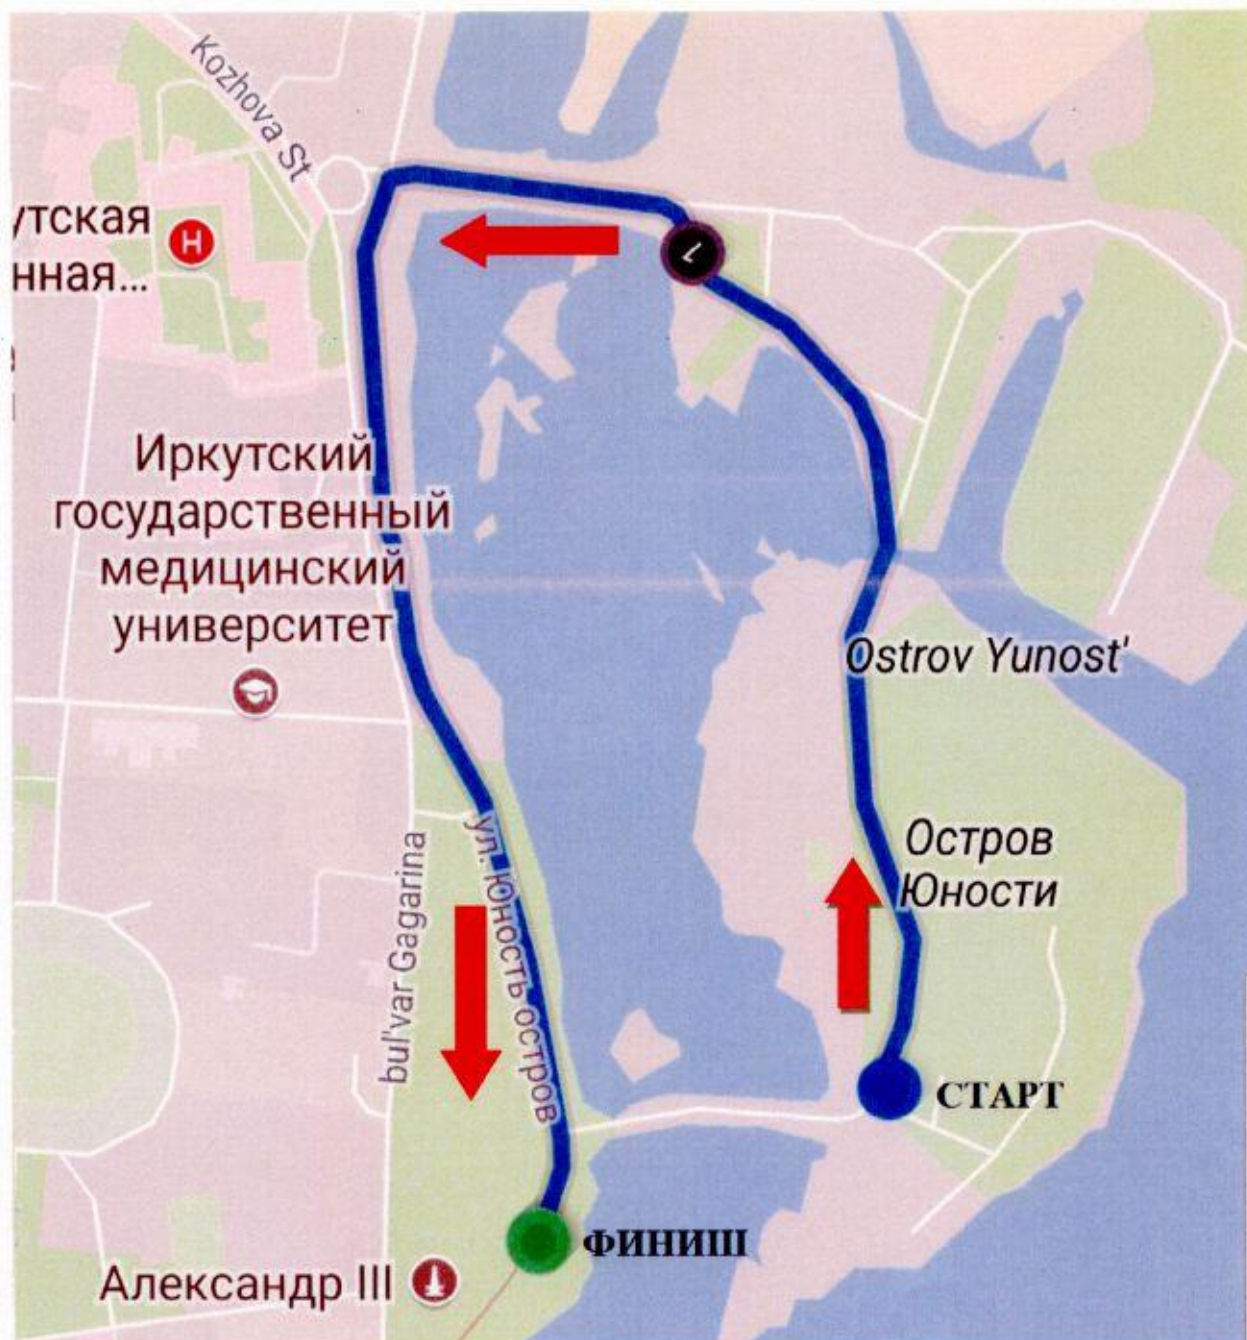 Kozhova St
утская
нная...
H
1
Иркутский
государственный
медицинский
университет
Ostrov Yunost'
Остров
Юности
ул. Юность остров
bul'var Gagarina
СТАРТ
ФИНИШ
Александр III